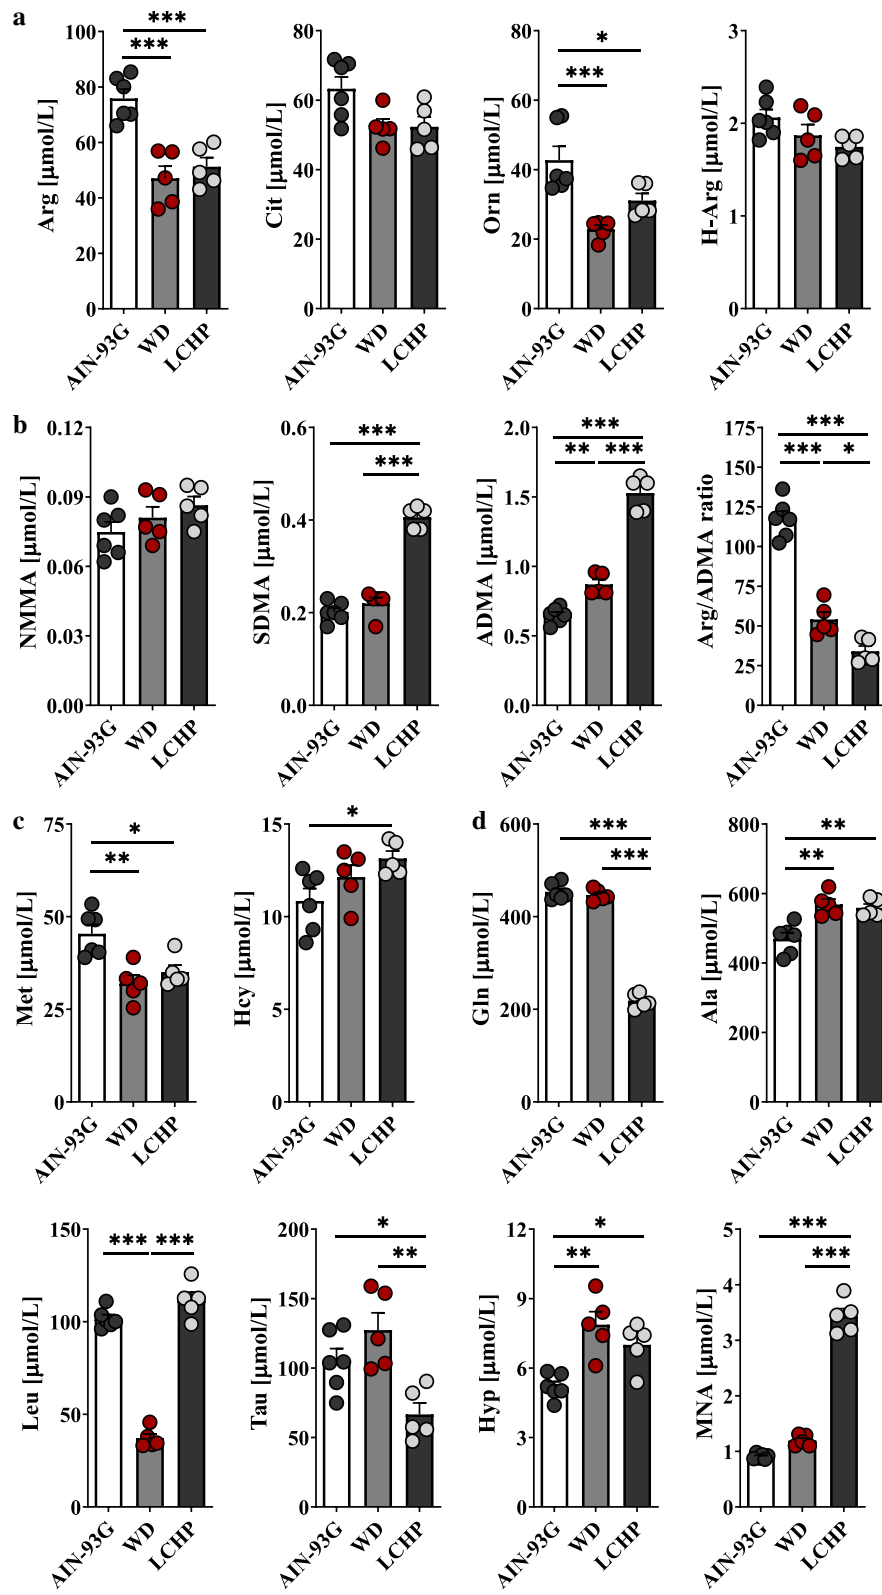 a
Arg [µmol/L]
100
80
60
40
20
0
***
***
AIN-93G
WD
LCHP
Cit [µmol/L]
80
60
40
20
0
AIN-93G
WD
LCHP
Orn [µmol/L]
80
60
40
20
0
*
***
AIN-93G
WD
LCHP
H-Arg [µmol/L]
3
2
1
0
AIN-93G
WD
LCHP
b
NMMA [µmol/L]
0.12
0.09
0.06
0.03
0.00
AIN-93G
WD
LCHP
SDMA [µmol/L]
0.6
0.4
0.2
0.0
***
***
AIN-93G
WD
LCHP
ADMA [µmol/L]
2.0
1.5
1.0
0.5
0.0
***
** ***
AIN-93G
WD
LCHP
Arg/ADMA ratio
175
150
125
100
75
50
25
0
***
*** *
AIN-93G
WD
LCHP
c
Met [µmol/L]
75
50
25
0
*
**
AIN-93G
WD
LCHP
Hcy [µmol/L]
15
10
5
0
*
AIN-93G
WD
LCHP
d
Gln [µmol/L]
600
400
200
0
***
***
AIN-93G
WD
LCHP
Ala [µmol/L]
800
600
400
200
0
**
**
AIN-93G
WD
LCHP
Leu [µmol/L]
150
100
50
0
*** ***
AIN-93G
WD
LCHP
Tau [µmol/L]
200
150
100
50
0
*
**
AIN-93G
WD
LCHP
Hyp [µmol/L]
12
9
6
3
0
*
**
AIN-93G
WD
LCHP
MNA [µmol/L]
5
4
3
2
1
0
***
***
AIN-93G
WD
LCHP